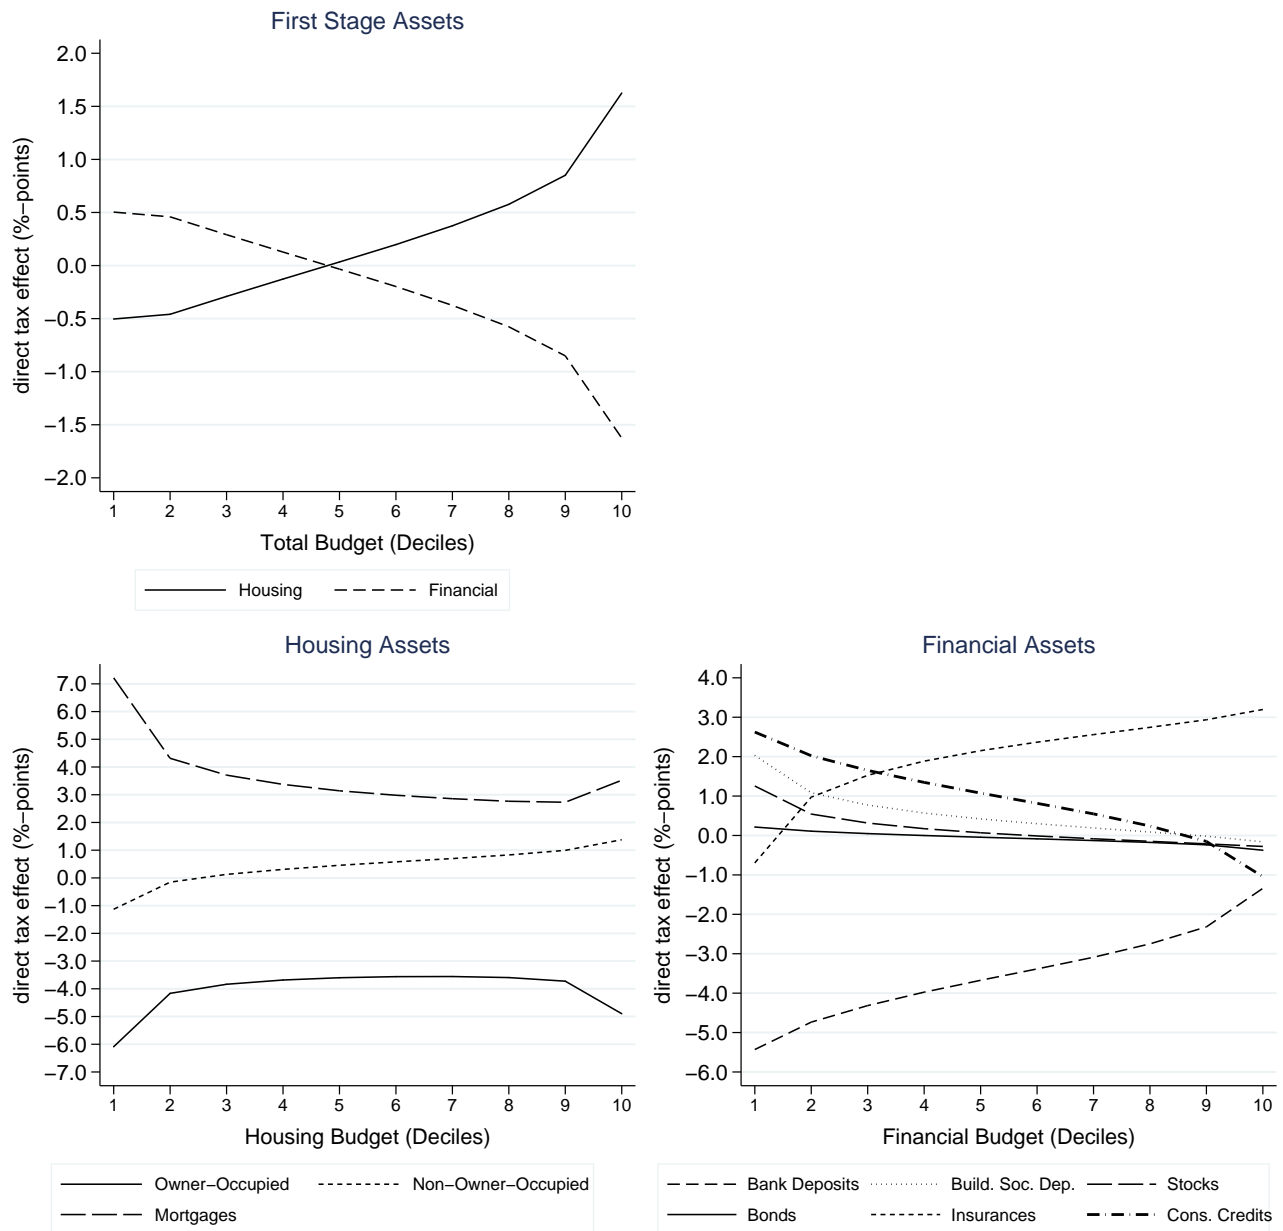 First Stage Assets
direct tax effect (%−points)
2.0
1.5
1.0
0.5
0.0
−0.5
−1.0
−1.5
−2.0
1 2 3 4 5 6 7 8 9 10
Total Budget (Deciles)
Housing Financial
Housing Assets
direct tax effect (%−points)
7.0
6.0
5.0
4.0
3.0
2.0
1.0
0.0
−1.0
−2.0
−3.0
−4.0
−5.0
−6.0
−7.0
1 2 3 4 5 6 7 8 9 10
Housing Budget (Deciles)
Owner−Occupied Non−Owner−Occupied
Mortgages
Financial Assets
direct tax effect (%−points)
4.0
3.0
2.0
1.0
0.0
−1.0
−2.0
−3.0
−4.0
−5.0
−6.0
1 2 3 4 5 6 7 8 9 10
Financial Budget (Deciles)
Bank Deposits Build. Soc. Dep. Stocks
Bonds Insurances Cons. Credits